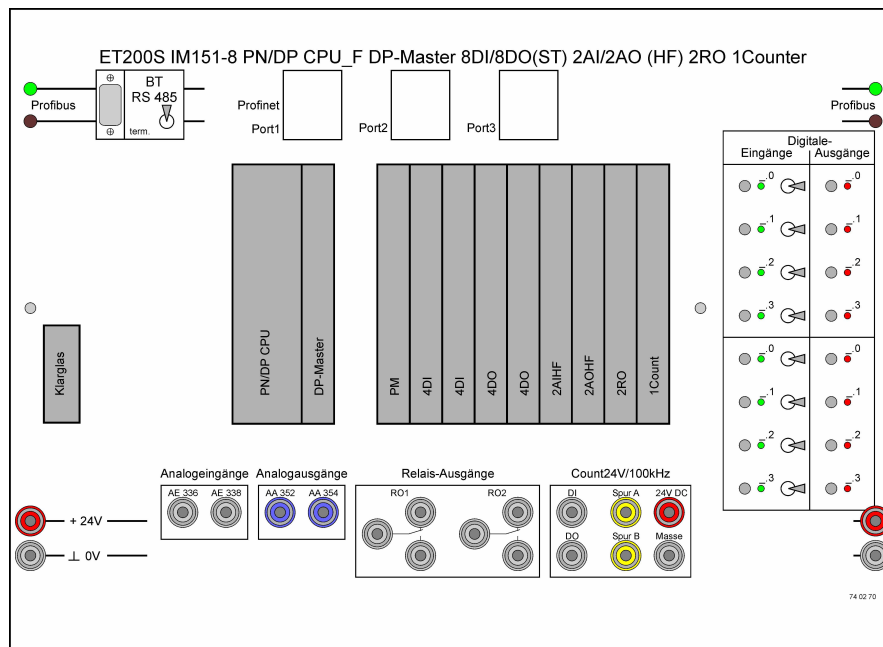 ET200S IM151-8 PN/DP CPU_F DP-Master 8DI/8DO(ST) 2AI/2AO (HF) 2RO 1Counter
Profibus
BT
RS 485
term.
Profinet
Port1
Port2
Port3
Profibus
Digitale-
Eingänge Ausgänge
_.0 _.0
_.1 _.1
_.2 _.2
_.3 _.3
_.0 _.0
_.1 _.1
_.2 _.2
_.3 _.3
Klarglas
PN/DP CPU
DP-Master
PM
4DI
4DI
4DO
4DO
2AIHF
2AOHF
2RO
1Count
Analogeingänge
AE 336 AE 338
Analogausgänge
AA 352 AA 354
Relais-Ausgänge
RO1 RO2
Count24V/100kHz
DI Spur A 24V DC
DO Spur B Masse
+ 24V
⊥ 0V
74 02 70